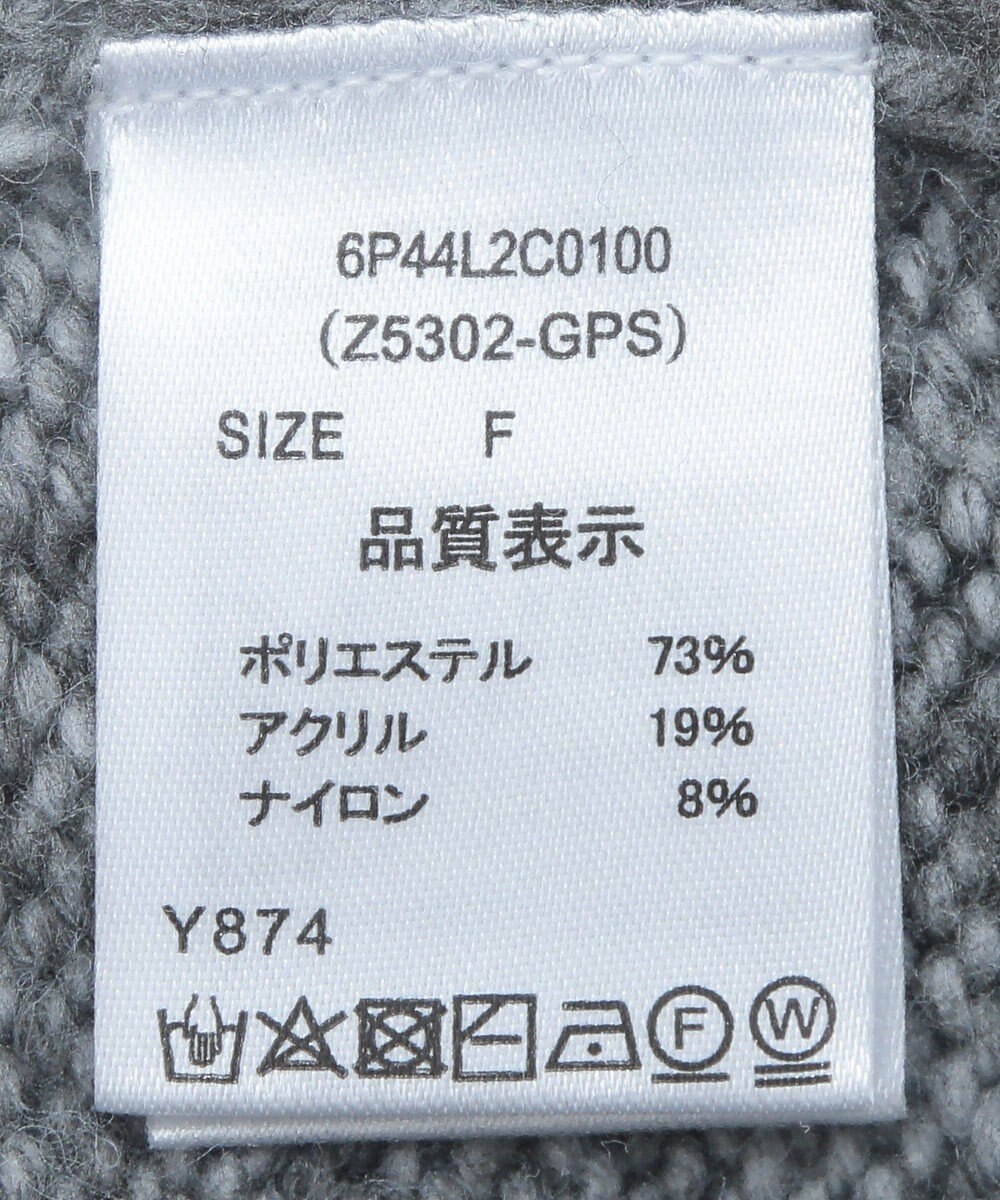 6P44L2C0100
(Z5302-GPS)
SIZE F
品質表示
ポリエステル 73%
アクリル 19%
ナイロン 8%
Y874
F W